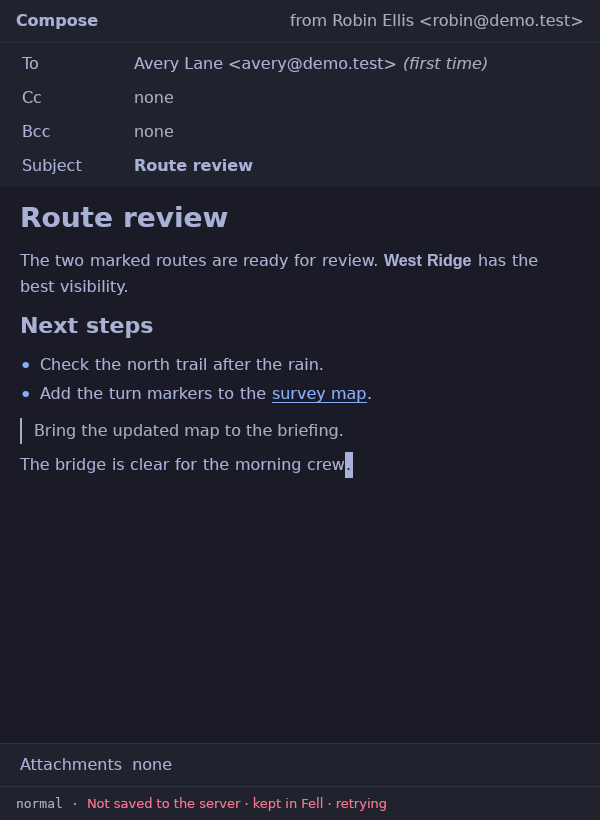 Compose from Robin Ellis <robin@demo.test>
To Avery Lane <avery@demo.test> (first time)
Cc none
Bcc none
Subject Route review
Route review
The two marked routes are ready for review. West Ridge has the
best visibility.
Next steps
• Check the north trail after the rain.
• Add the turn markers to the survey map.
Bring the updated map to the briefing.
The bridge is clear for the morning crew.
Attachments none
normal · Not saved to the server · kept in Fell · retrying